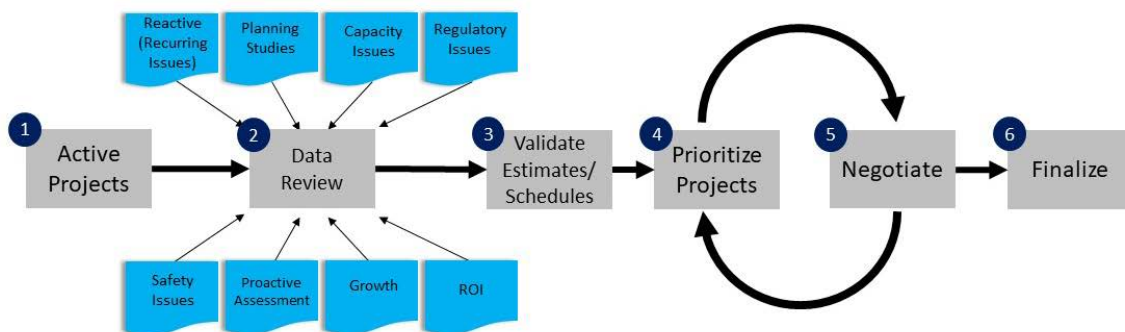 Reactive
(Recurring
Issues)
Planning
Studies
Capacity
Issues
Regulatory
Issues
1
Active
Projects
2
Data
Review
3
Validate
Estimates/
Schedules
4
Prioritize
Projects
5
Negotiate
6
Finalize
Safety
Issues
Proactive
Assessment
Growth
ROI